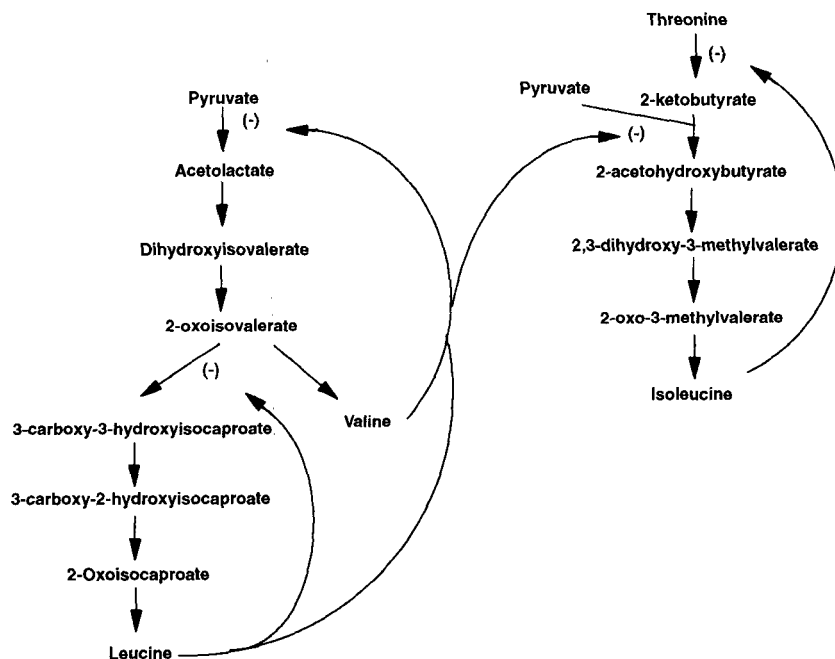 Pyruvate
(-)
Acetolactate
Dihydroxyisovalerate
2-oxoisovalerate
(-)
3-carboxy-3-hydroxyisocaproate
3-carboxy-2-hydroxyisocaproate
2-Oxoisocaproate
Leucine
Valine
Threonine
(-)
Pyruvate
2-ketobutyrate
(-)
2-acetohydroxybutyrate
2,3-dihydroxy-3-methylvalerate
2-oxo-3-methylvalerate
Isoleucine